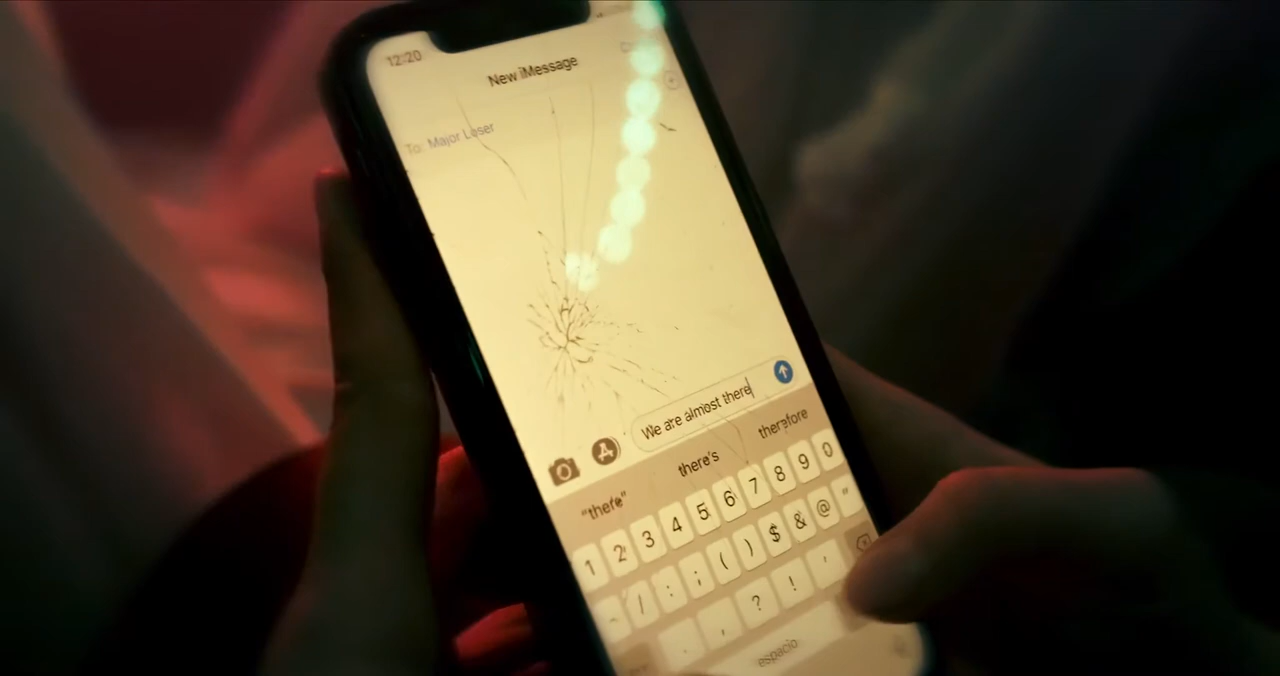 12:20
New iMessage
To: Major Loser
We are almost there
"there" there's therefore
1 2 3 4 5 6 7 8 9 0
/ : ; ( ) $ & @ "
. , ? ! '
espacio